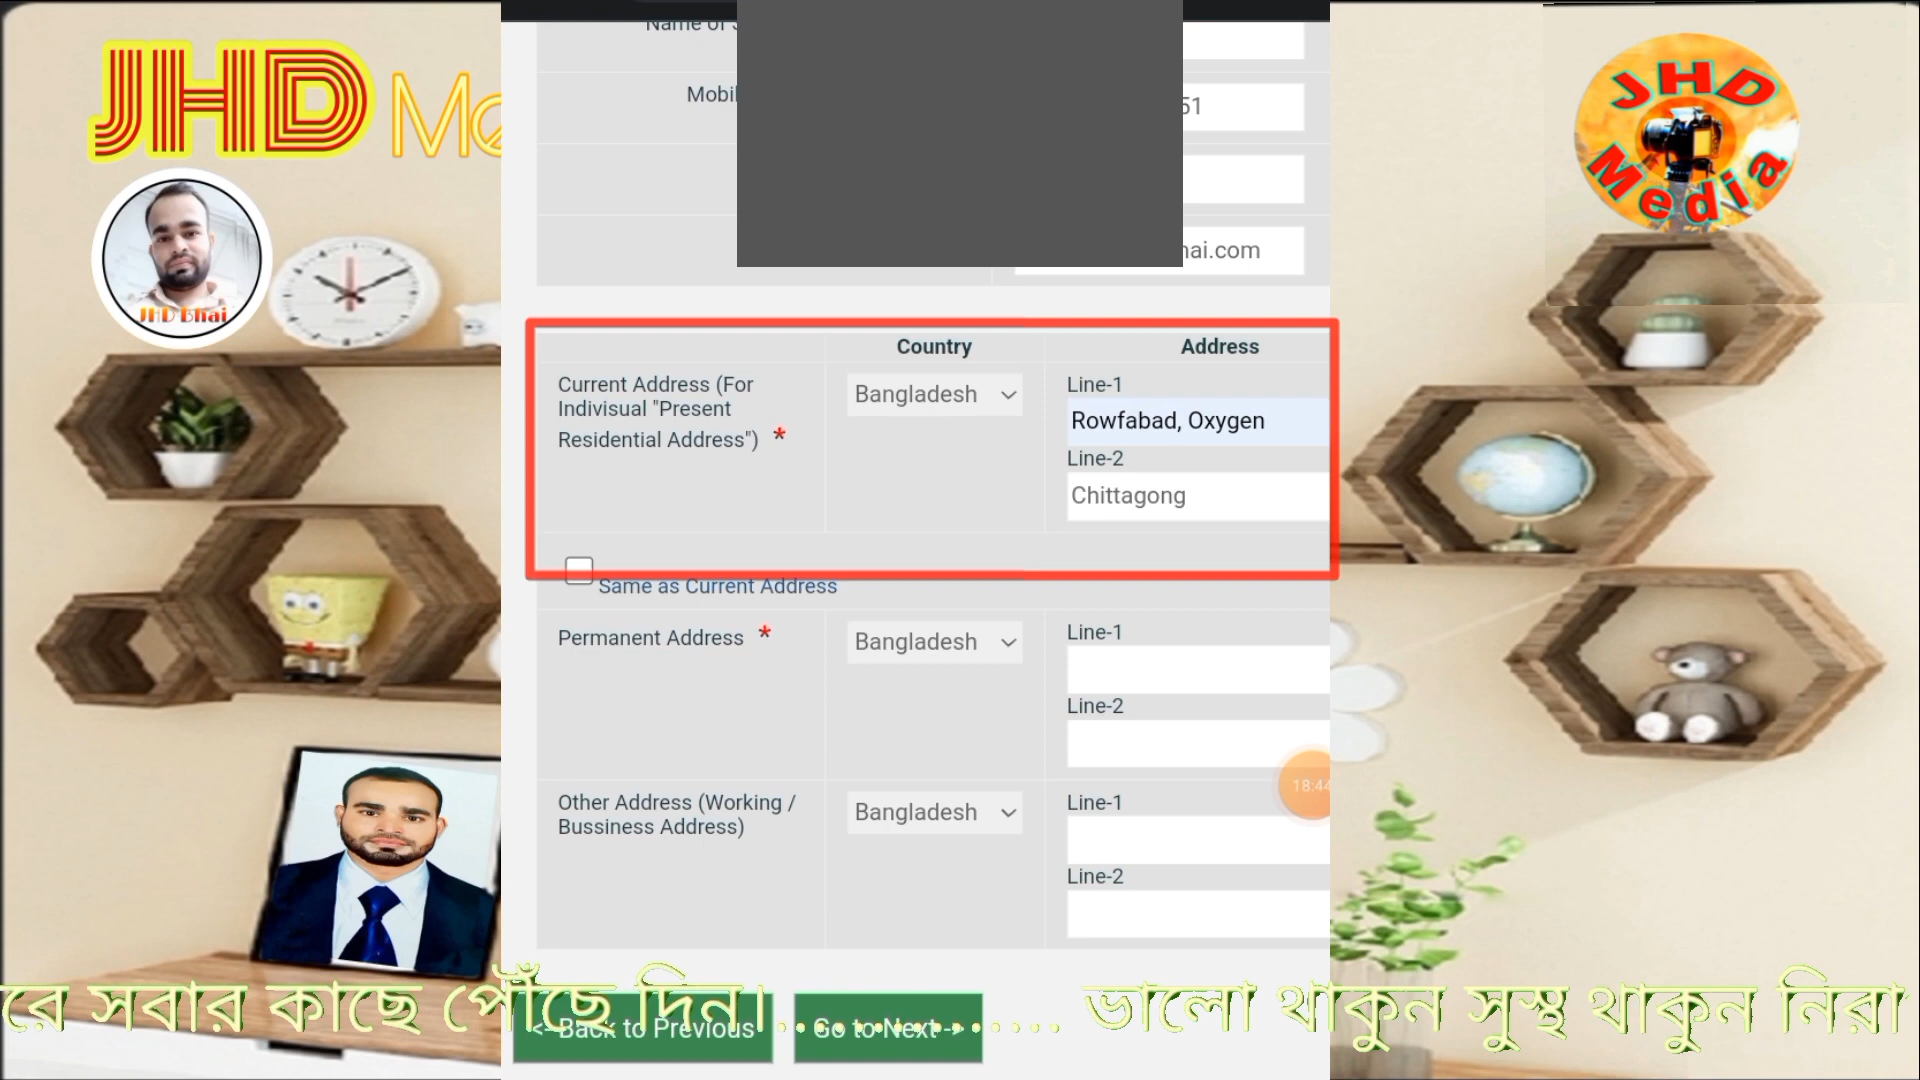 JHD
JHD
Media
JHD Bhai
51
hai.com
Country
Address
Current Address (For
Indivisual "Present
Residential Address") *
Bangladesh
Line-1
Rowfabad, Oxygen
Line-2
Chittagong
Same as Current Address
Permanent Address *
Bangladesh
Line-1
Line-2
Other Address (Working /
Bussiness Address)
Bangladesh
Line-1
Line-2
18:44
রে সবার কাছে পৌঁছে দিন।.................. ভালো থাকুন সুস্থ থাকুন নিরা
<-Back to Previous
Go to Next->